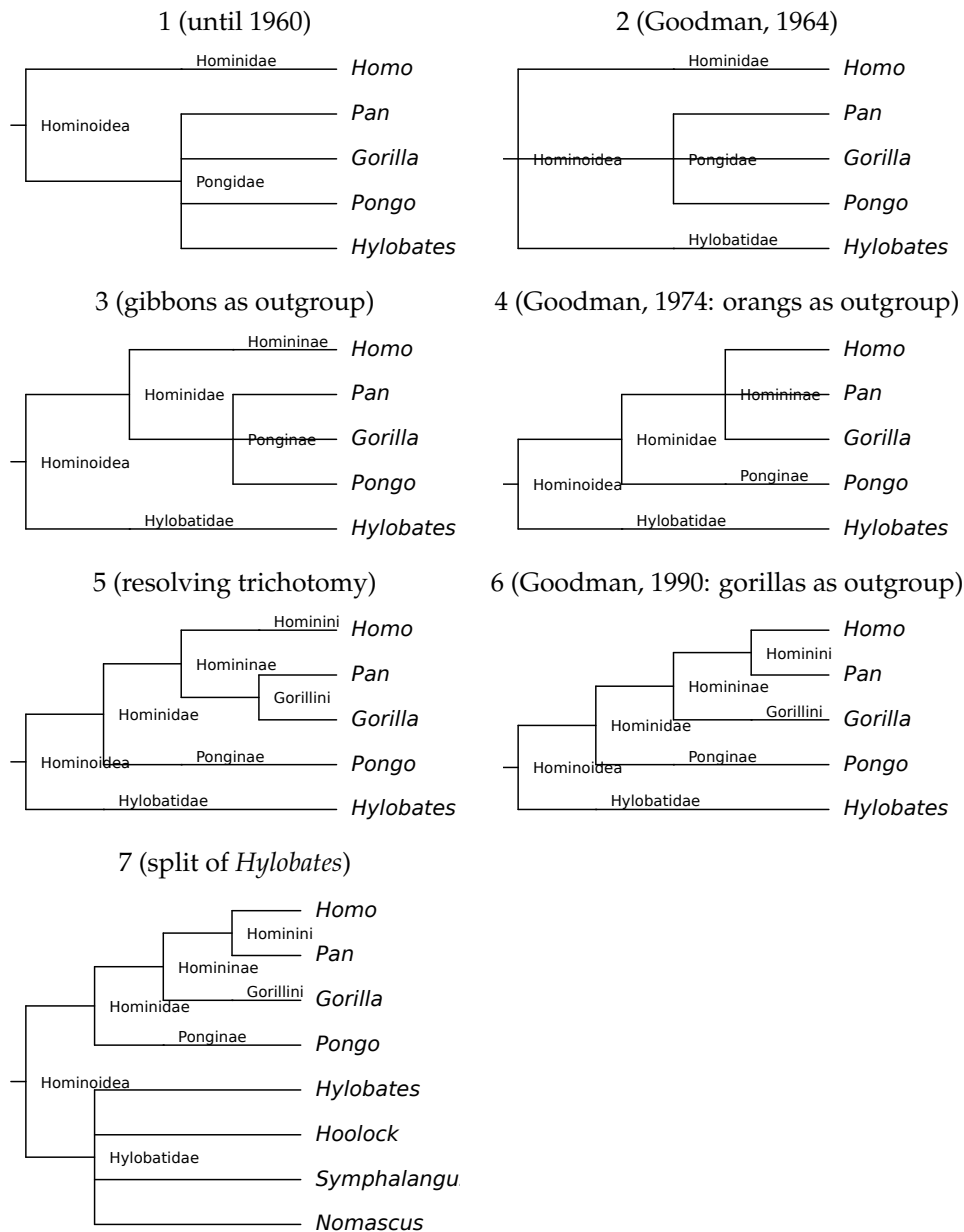 1 (until 1960)
2 (Goodman, 1964)
Hominidae
Homo
Pan
Hominoidea
Gorilla
Pongidae
Pongo
Hylobates
Hominidae
Homo
Pan
Hominoidea
Pongidae
Gorilla
Pongo
Hylobatidae
Hylobates
3 (gibbons as outgroup)
4 (Goodman, 1974: orangs as outgroup)
Homininae
Homo
Hominidae
Pan
Ponginae
Gorilla
Hominoidea
Pongo
Hylobatidae
Hylobates
Homo
Homininae
Pan
Hominidae
Gorilla
Ponginae
Hominoidea
Pongo
Hylobatidae
Hylobates
5 (resolving trichotomy)
6 (Goodman, 1990: gorillas as outgroup)
Hominini
Homo
Homininae
Pan
Gorillini
Hominidae
Gorilla
Ponginae
Hominoidea
Pongo
Hylobatidae
Hylobates
Homo
Hominini
Pan
Homininae
Gorillini
Gorilla
Hominidae
Ponginae
Hominoidea
Pongo
Hylobatidae
Hylobates
7 (split of Hylobates)
Homo
Hominini
Pan
Homininae
Gorillini
Gorilla
Hominidae
Ponginae
Pongo
Hominoidea
Hylobates
Hoolock
Hylobatidae
Symphalangu
Nomascus